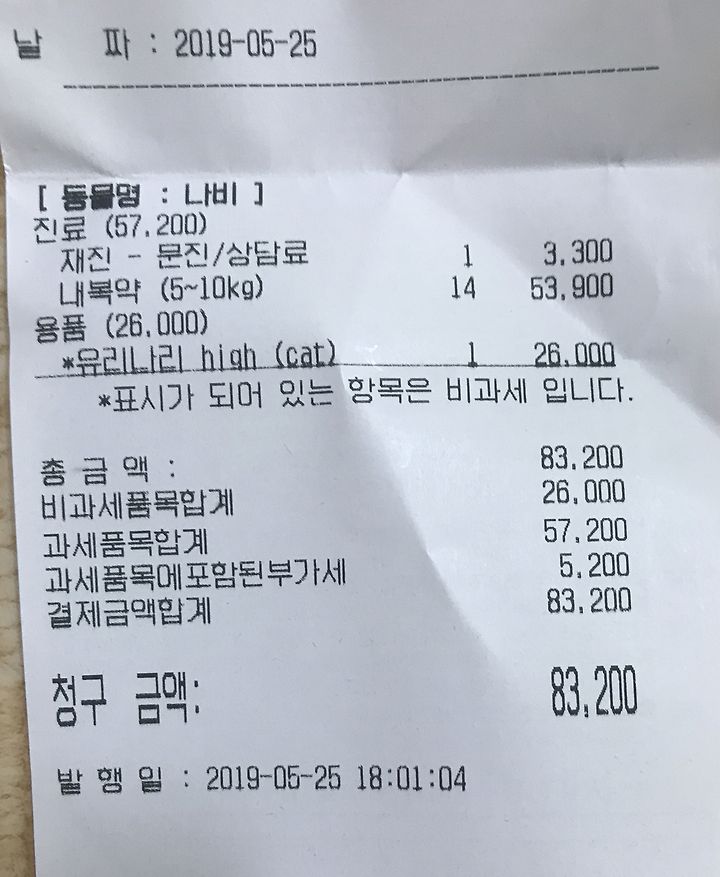 날 짜 : 2019-05-25
[ 동물명 : 나비 ]
진료 (57,200)
재진 - 문진/상담료 1 3,300
내복약 (5~10kg) 14 53,900
용품 (26,000)
*유리나리 high (cat) 1 26,000
*표시가 되어 있는 항목은 비과세 입니다.
총 금 액 : 83,200
비과세품목합계 26,000
과세품목합계 57,200
과세품목에포함된부가세 5,200
결제금액합계 83,200
청구 금액: 83,200
발 행 일 : 2019-05-25 18:01:04